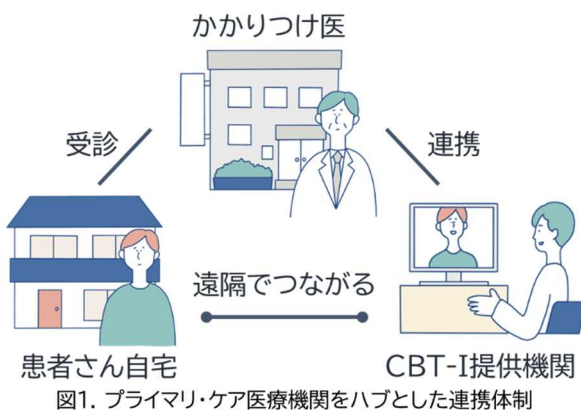 かかりつけ医
受診
連携
遠隔でつながる
患者さん自宅
CBT-I提供機関
図1. プライマリ・ケア医療機関をハブとした連携体制